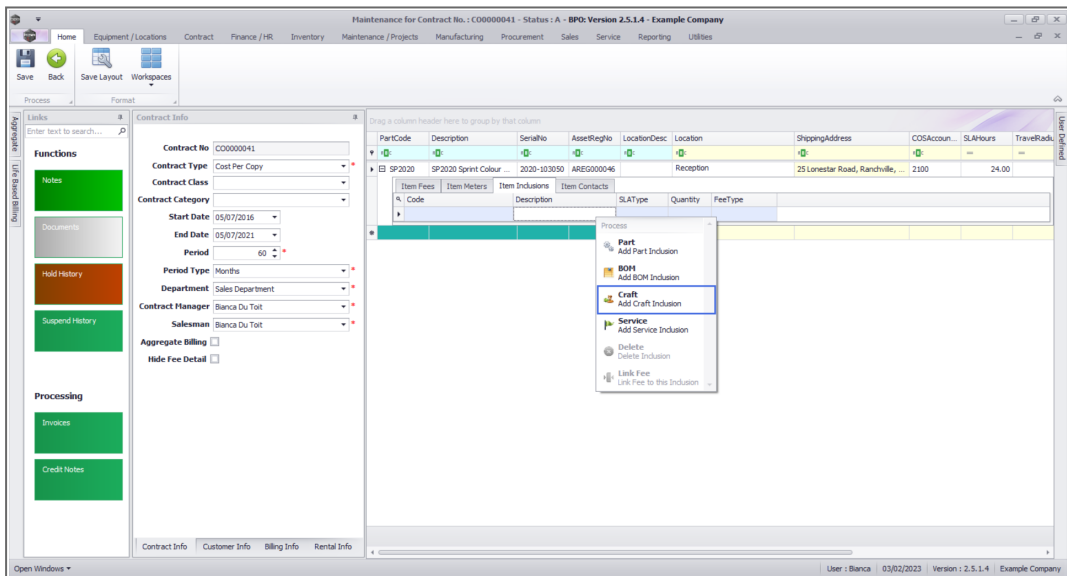 Maintenance for Contract No. : CO0000041 - Status : A - BPO: Version 2.5.1.4 - Example Company
Home Equipment / Locations Contract Finance / HR Inventory Maintenance / Projects Manufacturing Procurement Sales Service Reporting Utilities
Save Back Save Layout Workspaces
Process Format
Aggregate
Life Based Billing
Links
Enter text to search...
Functions
Notes
Documents
Hold History
Suspend History
Processing
Invoices
Credit Notes
Contract Info
Contract No CO0000041
Contract Type Cost Per Copy *
Contract Class
Contract Category
Start Date 05/07/2016
End Date 05/07/2021
Period 60 *
Period Type Months *
Department Sales Department *
Contract Manager Bianca Du Toit *
Salesman Bianca Du Toit *
Aggregate Billing
Hide Fee Detail
Contract Info Customer Info Billing Info Rental Info
Drag a column header here to group by that column
PartCode Description SerialNo AssetRegNo LocationDesc Location ShippingAddress COSAccoun... SLAHours TravelRadiu
SP2020 SP2020 Sprint Colour ... 2020-103050 AREG000046 Reception 25 Lonestar Road, Ranchville, ... 2100 24.00
Item Fees Item Meters Item Inclusions Item Contacts
Code Description SLAType Quantity FeeType
Process
Part
Add Part Inclusion
BOM
Add BOM Inclusion
Craft
Add Craft Inclusion
Service
Add Service Inclusion
Delete
Delete Inclusion
Link Fee
Link Fee to this Inclusion
User Defined
Open Windows
User : Bianca 03/02/2023 Version : 2.5.1.4 Example Company